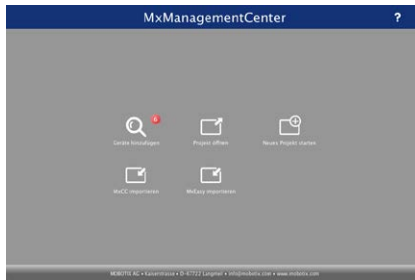 MxManagementCenter ?
6
Geräte hinzufügen Projekt öffnen Neues Projekt starten
MxCC importieren MxEasy importieren
MOBOTIX AG • Kaiserstrasse • D-67722 Langmeil • info@mobotix.com • www.mobotix.com